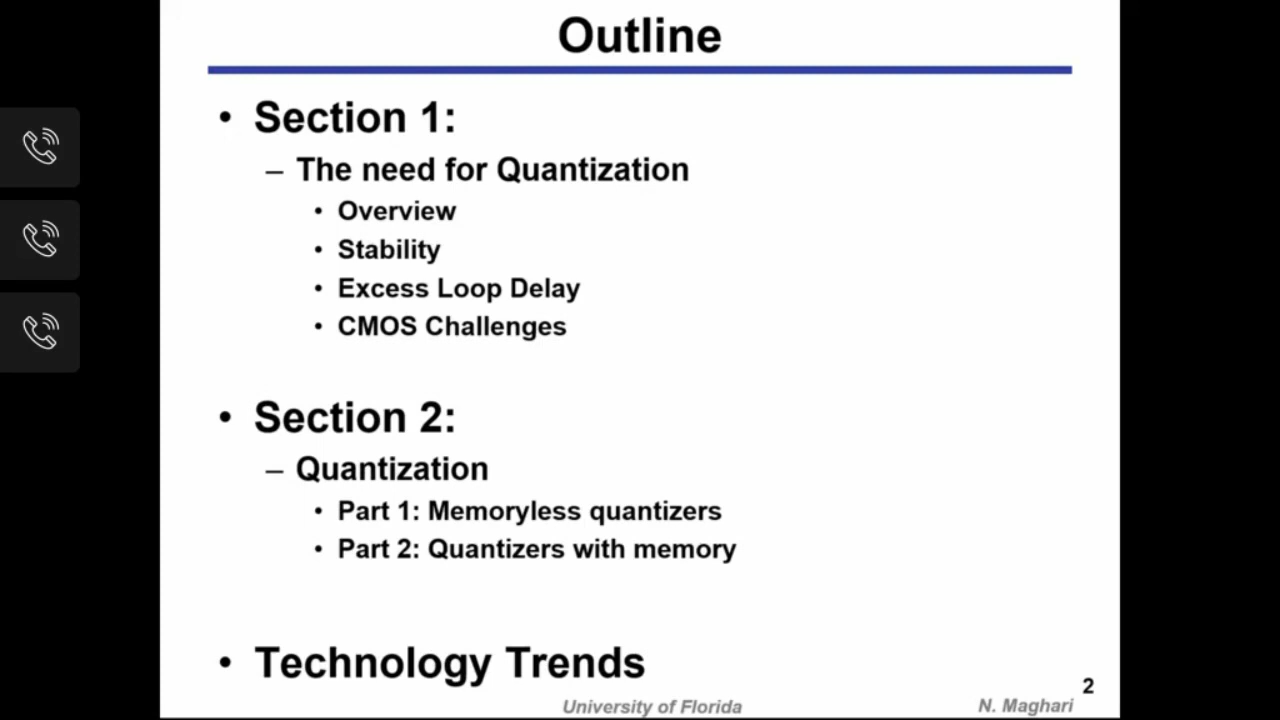 Outline
• Section 1:
– The need for Quantization
• Overview
• Stability
• Excess Loop Delay
• CMOS Challenges
• Section 2:
– Quantization
• Part 1: Memoryless quantizers
• Part 2: Quantizers with memory
• Technology Trends
2
University of Florida
N. Maghari